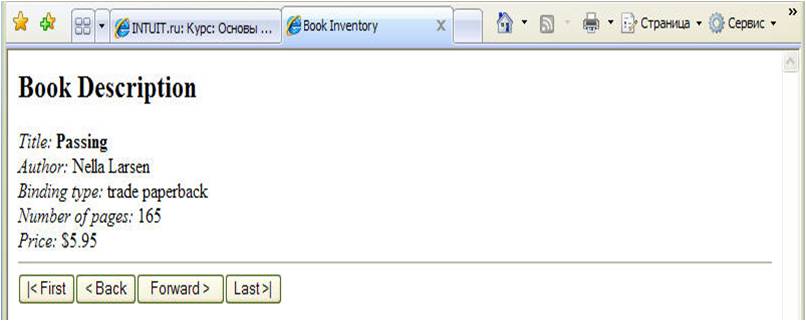 INTUIT.ru: Курс: Основы ... Book Inventory X Страница Сервис »
Book Description
Title: Passing
Author: Nella Larsen
Binding type: trade paperback
Number of pages: 165
Price: $5.95
|< First < Back Forward > Last >|